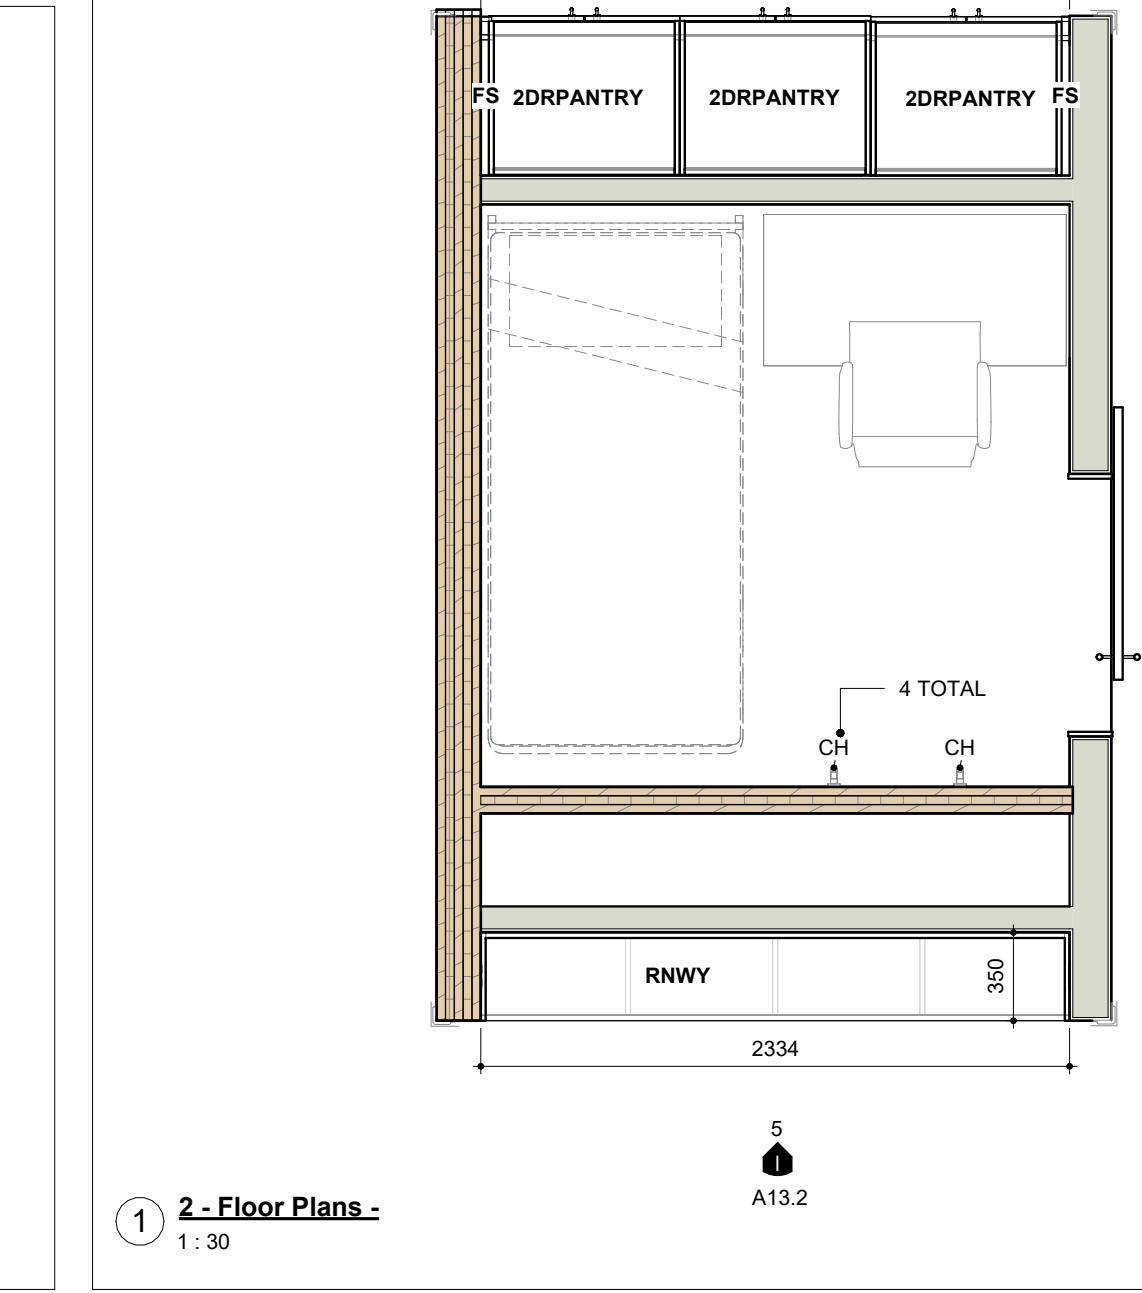 FS 2DRPANTRY 2DRPANTRY 2DRPANTRY FS
4 TOTAL
CH CH
RNWY
350
2334
5
A13.2
1 2 - Floor Plans -
1 : 30